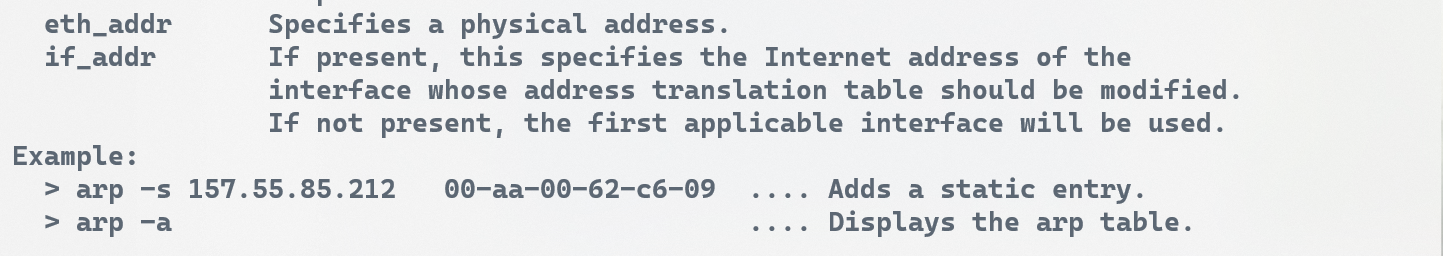 eth_addr      Specifies a physical address.
if_addr       If present, this specifies the Internet address of the
interface whose address translation table should be modified.
If not present, the first applicable interface will be used.
Example:
> arp -s 157.55.85.212   00-aa-00-62-c6-09  .... Adds a static entry.
> arp -a                                    .... Displays the arp table.